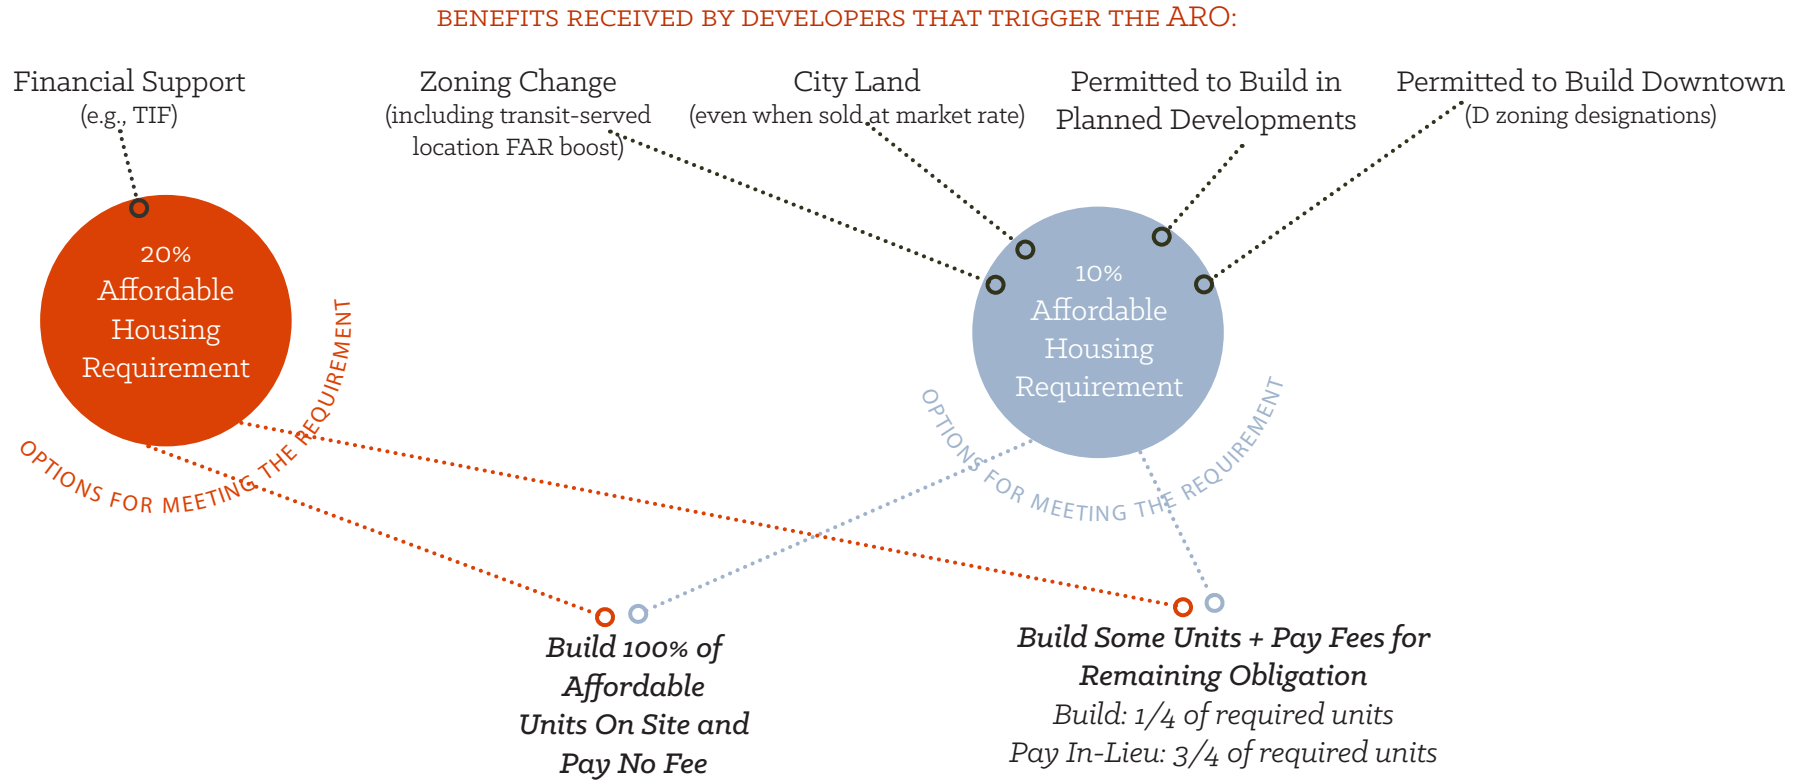 BENEFITS RECEIVED BY DEVELOPERS THAT TRIGGER THE ARO:
Financial Support
(e.g., TIF)
Zoning Change
(including transit-served
location FAR boost)
City Land
(even when sold at market rate)
Permitted to Build in
Planned Developments
Permitted to Build Downtown
(D zoning designations)
20%
Affordable
Housing
Requirement
OPTIONS FOR MEETING THE REQUIREMENT
10%
Affordable
Housing
Requirement
OPTIONS FOR MEETING THE REQUIREMENT
Build 100% of
Affordable
Units On Site and
Pay No Fee
Build Some Units + Pay Fees for
Remaining Obligation
Build: 1/4 of required units
Pay In-Lieu: 3/4 of required units